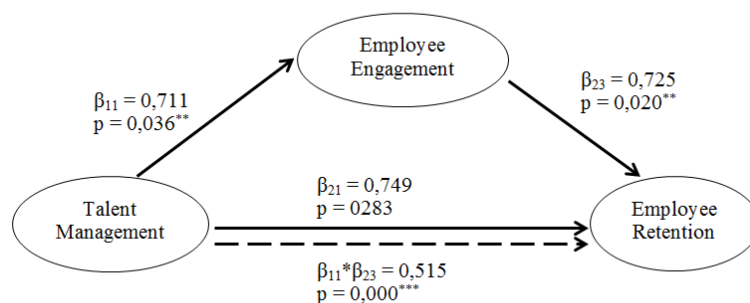 Employee
Engagement
β₁₁ = 0,711
p = 0,036**
β₂₃ = 0,725
p = 0,020**
β₂₁ = 0,749
p = 0283
Talent
Management
Employee
Retention
β₁₁*β₂₃ = 0,515
p = 0,000***